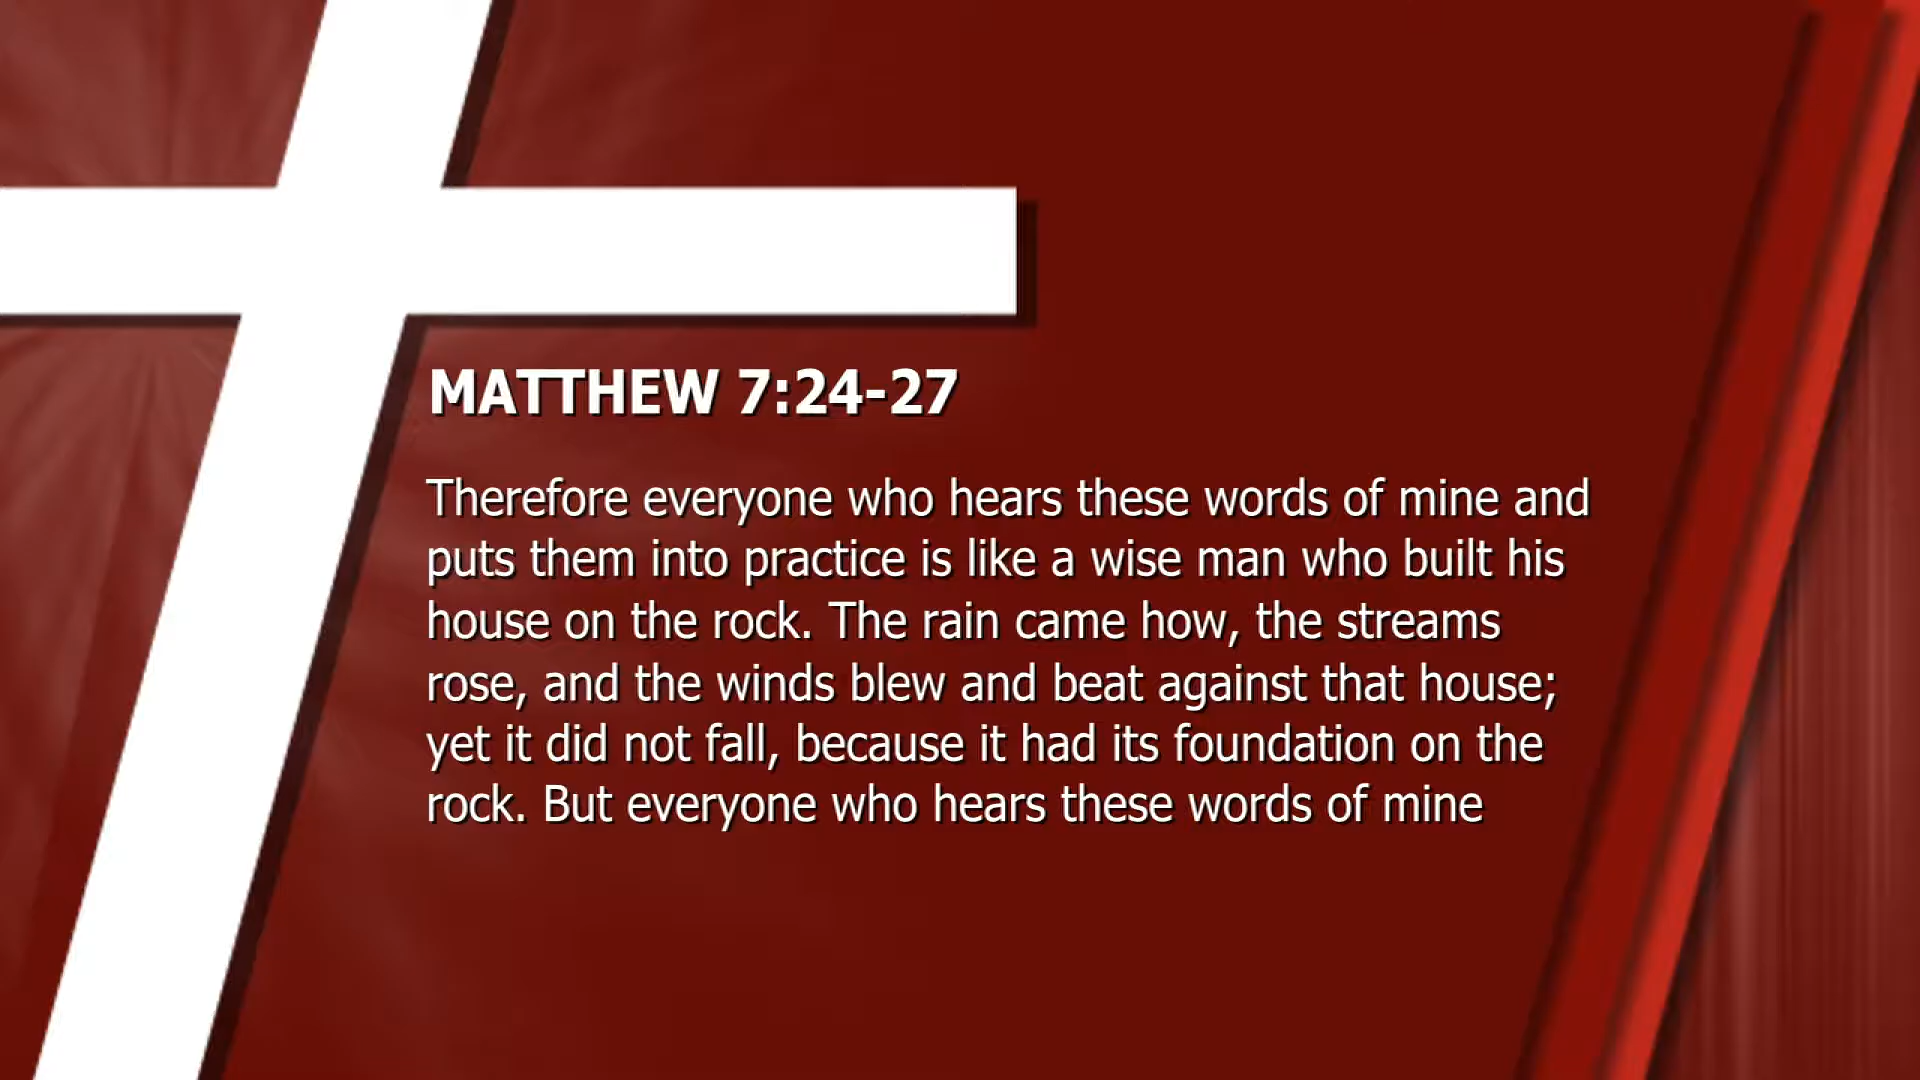 MATTHEW 7:24-27
Therefore everyone who hears these words of mine and
puts them into practice is like a wise man who built his
house on the rock. The rain came how, the streams
rose, and the winds blew and beat against that house;
yet it did not fall, because it had its foundation on the
rock. But everyone who hears these words of mine